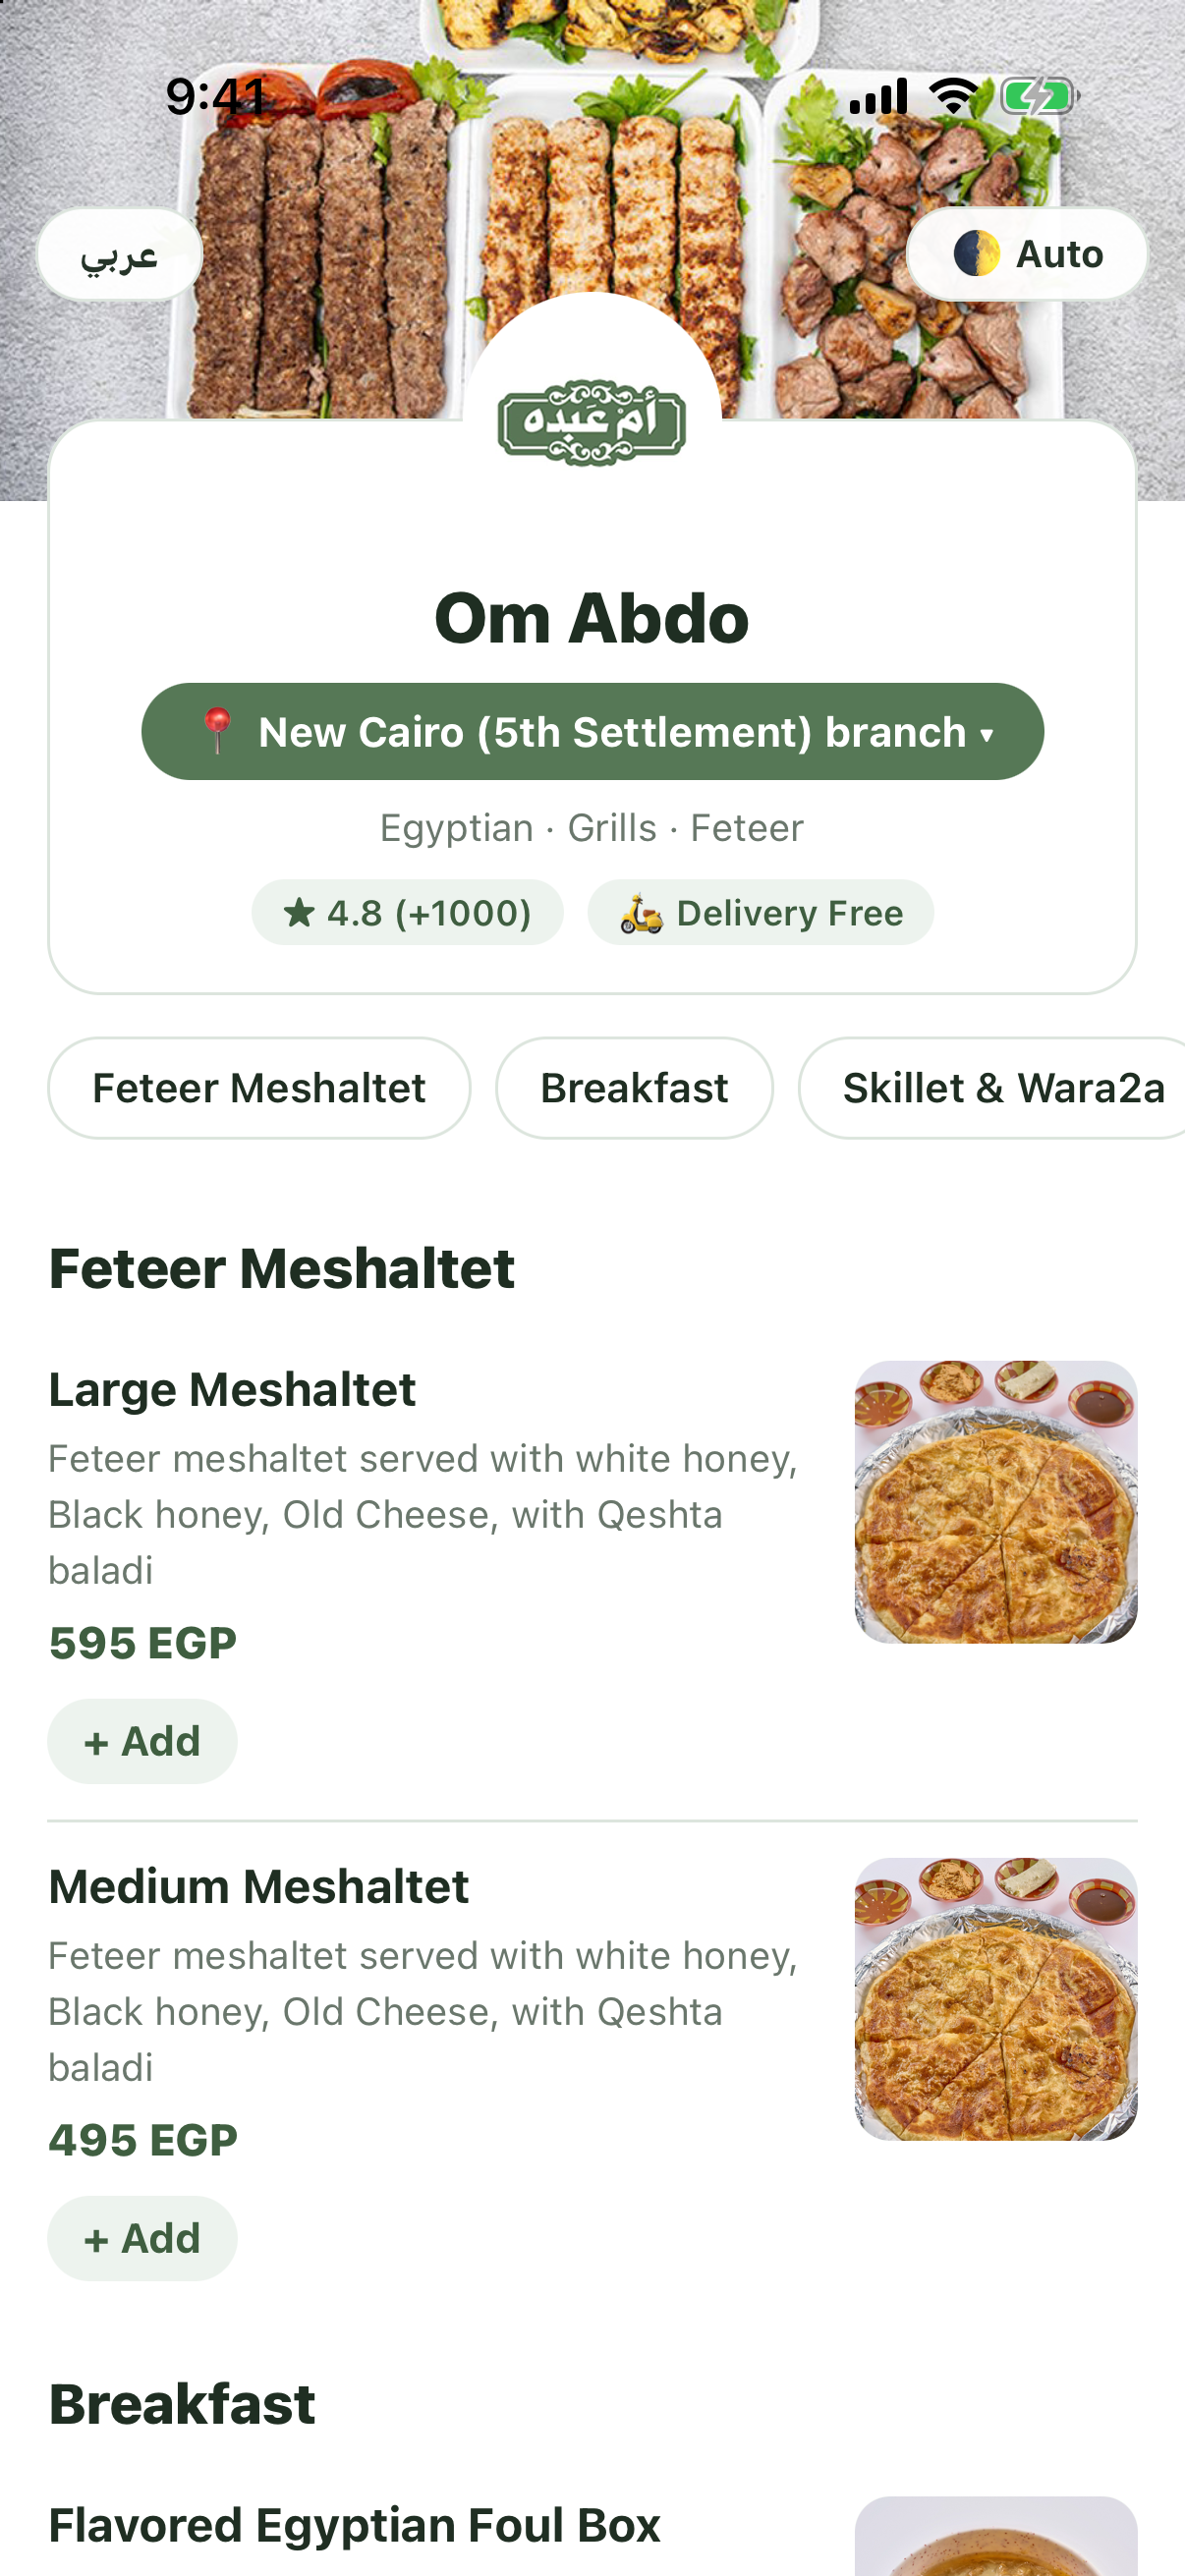 9:41
عربي
Auto
أم عبده
Om Abdo
New Cairo (5th Settlement) branch ▾
Egyptian · Grills · Feteer
★ 4.8 (+1000)
Delivery Free
Feteer Meshaltet
Breakfast
Skillet & Wara2a
Feteer Meshaltet
Large Meshaltet
Feteer meshaltet served with white honey,
Black honey, Old Cheese, with Qeshta
baladi
595 EGP
+ Add
Medium Meshaltet
Feteer meshaltet served with white honey,
Black honey, Old Cheese, with Qeshta
baladi
495 EGP
+ Add
Breakfast
Flavored Egyptian Foul Box